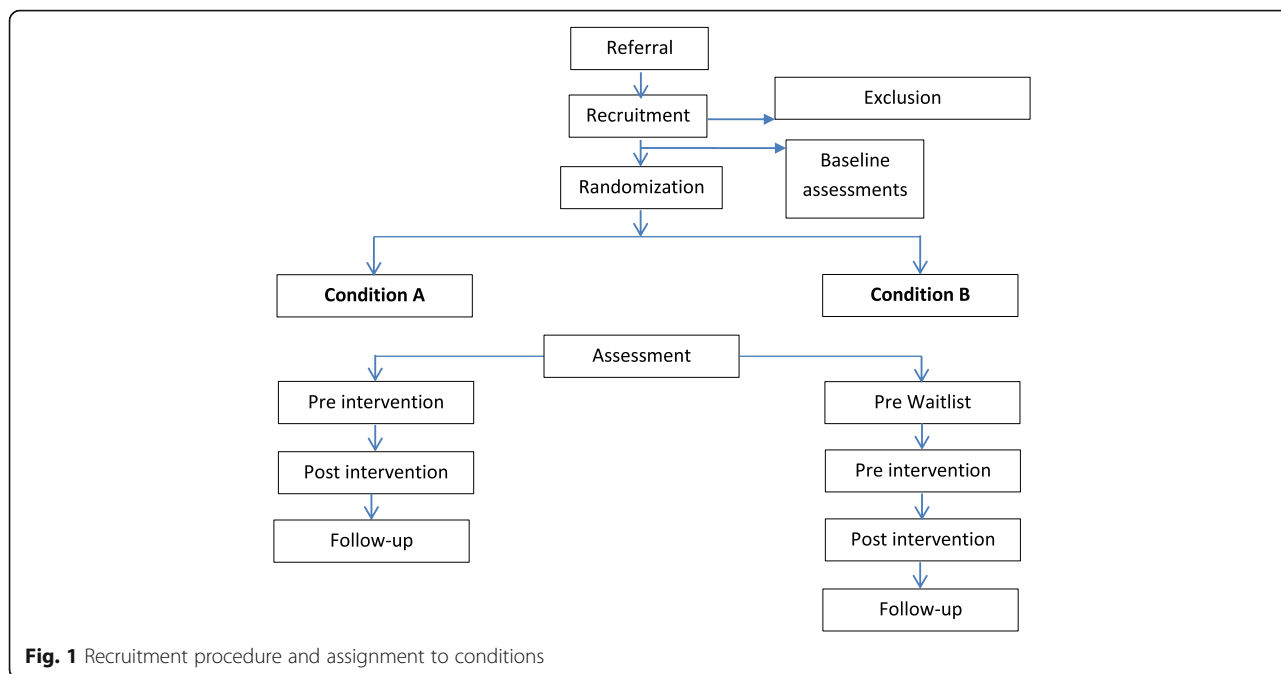 Referral
Exclusion
Recruitment
Baseline
assessments
Randomization
Condition A
Condition B
Assessment
Pre intervention
Pre Waitlist
Post intervention
Pre intervention
Follow-up
Post intervention
Follow-up
Fig. 1 Recruitment procedure and assignment to conditions